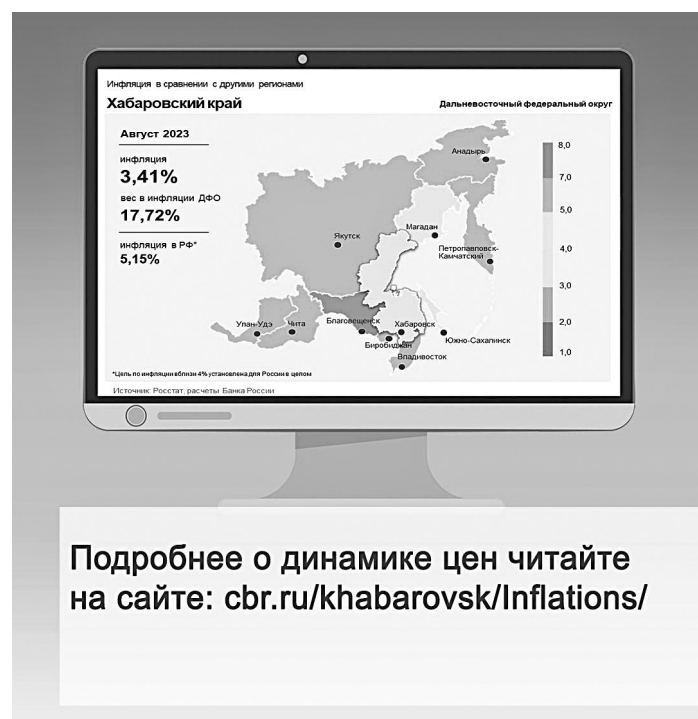 Инфляция в сравнении с другими регионами
Хабаровский край
Дальневосточный федеральный округ
Август 2023
инфляция
3,41%
вес в инфляции ДФО
17,72%
инфляция в РФ*
5,15%
Анадырь
Магадан
Якутск
Петропавловск-
Камчатский
Улан-Удэ
Чита
Благовещенск
Хабаровск
Биробиджан
Южно-Сахалинск
Владивосток
8,0
7,0
5,0
4,0
3,0
2,0
1,0
*Цель по инфляции вблизи 4% установлена для России в целом
Источник: Росстат, расчеты Банка России
Подробнее о динамике цен читайте
на сайте: cbr.ru/khabarovsk/Inflations/